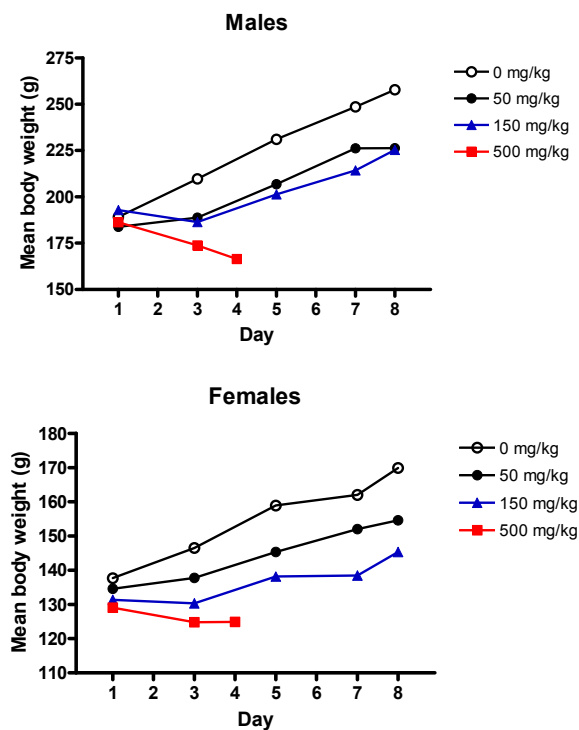 Males
Mean body weight (g)
275
250
225
200
175
150
1 2 3 4 5 6 7 8
Day
0 mg/kg
50 mg/kg
150 mg/kg
500 mg/kg
Females
Mean body weight (g)
180
170
160
150
140
130
120
110
1 2 3 4 5 6 7 8
Day
0 mg/kg
50 mg/kg
150 mg/kg
500 mg/kg